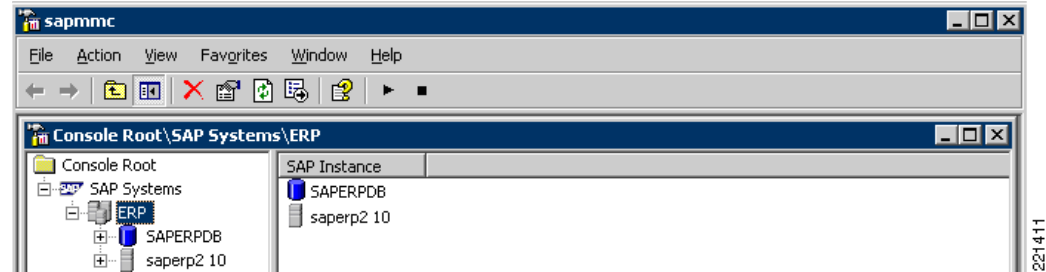 sapmmc
File Action View Favorites Window Help
Console Root\SAP Systems\ERP
Console Root
SAP Instance
SAP SAP Systems
SAPERPDB
ERP
saperp2 10
SAPERPDB
saperp2 10
221411